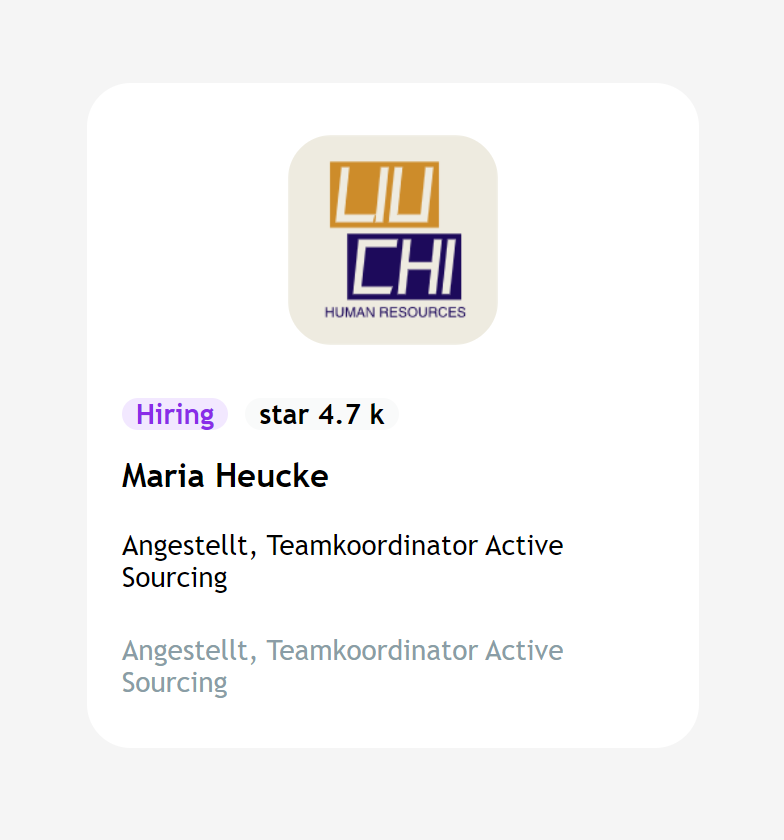 LIU
CHI
HUMAN RESOURCES
Hiring
star 4.7 k
Maria Heucke
Angestellt, Teamkoordinator Active
Sourcing
Angestellt, Teamkoordinator Active
Sourcing